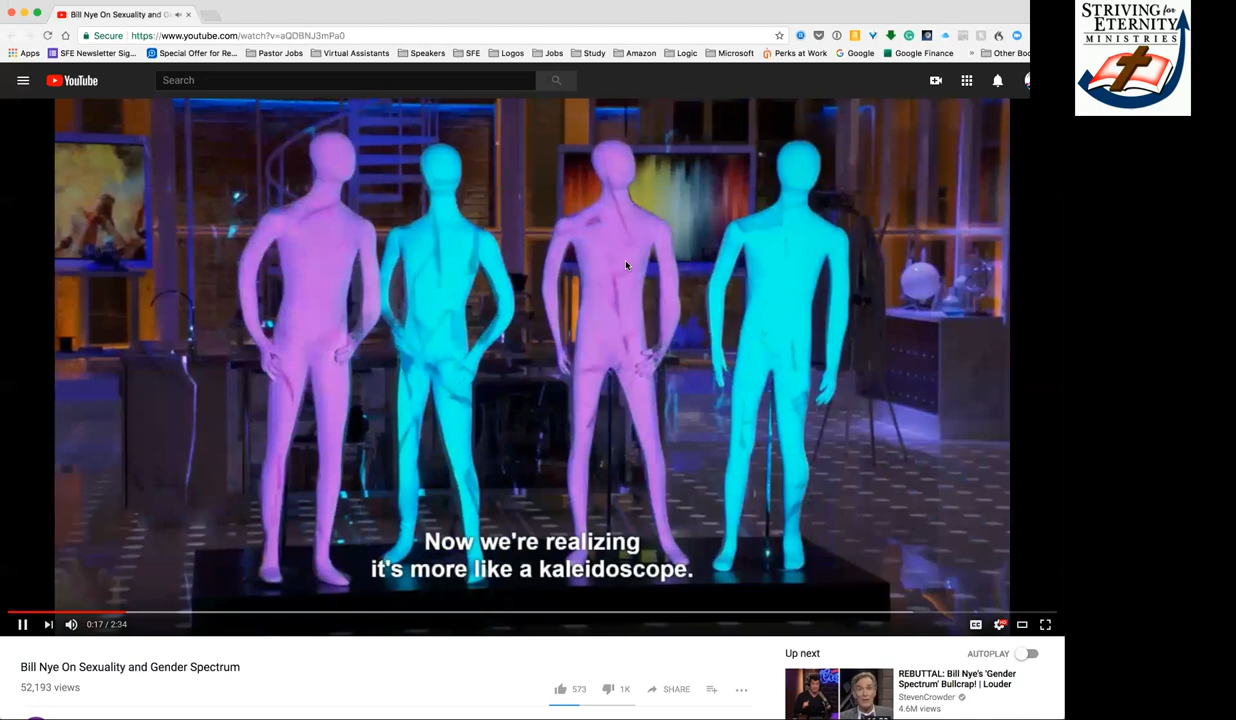 Bill Nye On Sexuality and G
STRIVING for
ETERNITY
MINISTRIES
Secure
https://www.youtube.com/watch?v=aQDBNJ3mPa0
Apps
SFE Newsletter Sig...
Special Offer for Re...
Pastor Jobs
Virtual Assistants
Speakers
SFE
Logos
Jobs
Study
Amazon
Logic
Microsoft
Perks at Work
Google
Google Finance
»
Other Boo
YouTube
Search
Now we're realizing
it's more like a kaleidoscope.
0:17 / 2:34
CC
HD
Bill Nye On Sexuality and Gender Spectrum
52,193 views
573
1K
SHARE
Up next
AUTOPLAY
REBUTTAL: Bill Nye's 'Gender
Spectrum' Bullcrap! | Louder
StevenCrowder
4.6M views